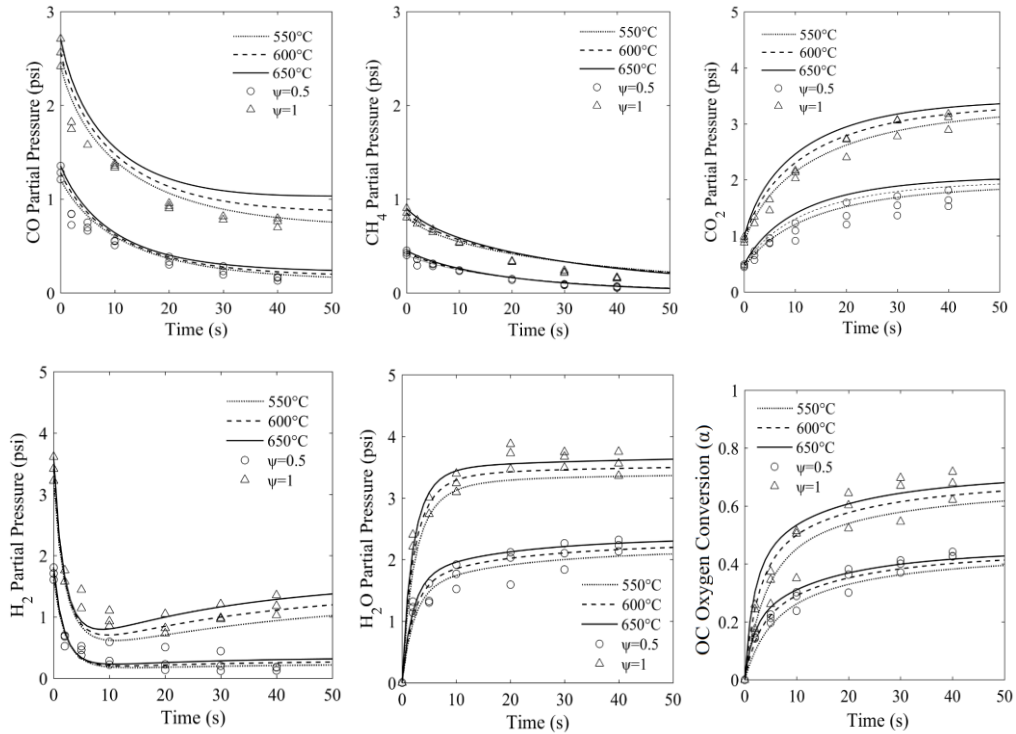 CO Partial Pressure (psi)
3
2
1
0
0 10 20 30 40 50
Time (s)
550°C
600°C
650°C
ψ=0.5
ψ=1
CH4 Partial Pressure (psi)
3
2
1
0
0 10 20 30 40 50
Time (s)
550°C
600°C
650°C
ψ=0.5
ψ=1
CO2 Partial Pressure (psi)
5
4
3
2
1
0
0 10 20 30 40 50
Time (s)
550°C
600°C
650°C
ψ=0.5
ψ=1
H2 Partial Pressure (psi)
5
4
3
2
1
0
0 10 20 30 40 50
Time (s)
550°C
600°C
650°C
ψ=0.5
ψ=1
H2O Partial Pressure (psi)
5
4
3
2
1
0
0 10 20 30 40 50
Time (s)
550°C
600°C
650°C
ψ=0.5
ψ=1
OC Oxygen Conversion (α)
1
0.8
0.6
0.4
0.2
0
0 10 20 30 40 50
Time (s)
550°C
600°C
650°C
ψ=0.5
ψ=1